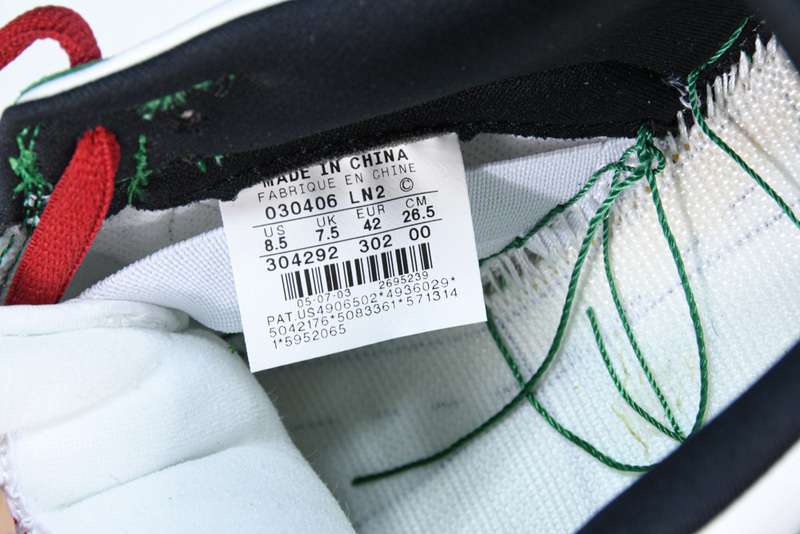 MADE IN CHINA
FABRIQUE EN CHINE
030406 LN2 ©
US UK EUR CM
8.5 7.5 42 26.5
304292 302 00
05-07-03 2695239
PAT.US4906502*4936029*
5042176*5083361*571314
1*5952065